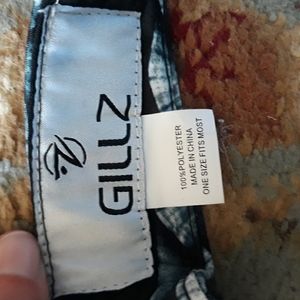 GILLZ
100%POLYESTER
MADE IN CHINA
ONE SIZE FITS MOST